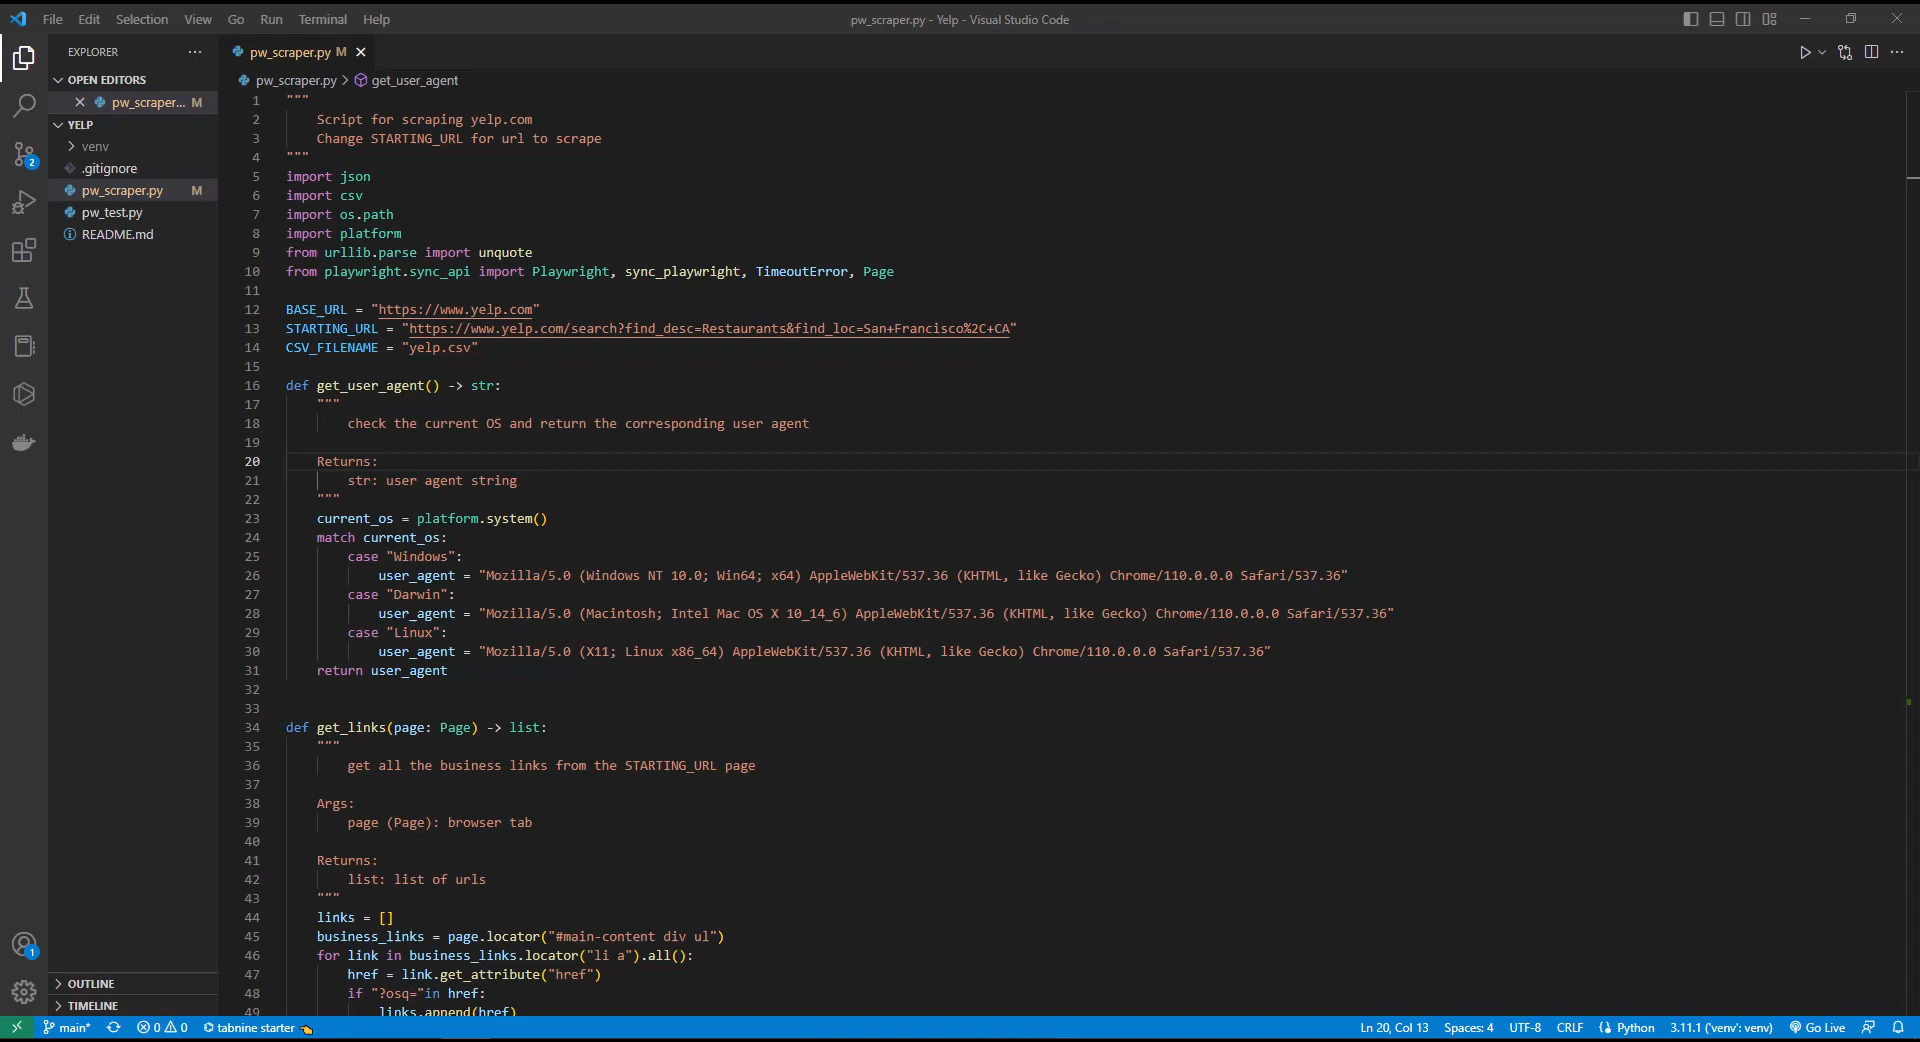 File Edit Selection View Go Run Terminal Help
pw_scraper.py - Yelp - Visual Studio Code
EXPLORER
OPEN EDITORS
pw_scraper... M
YELP
venv
.gitignore
pw_scraper.py M
pw_test.py
README.md
OUTLINE
TIMELINE
pw_scraper.py M
pw_scraper.py > get_user_agent
1 """
2 Script for scraping yelp.com
3 Change STARTING_URL for url to scrape
4 """
5 import json
6 import csv
7 import os.path
8 import platform
9 from urllib.parse import unquote
10 from playwright.sync_api import Playwright, sync_playwright, TimeoutError, Page
11
12 BASE_URL = "https://www.yelp.com"
13 STARTING_URL = "https://www.yelp.com/search?find_desc=Restaurants&find_loc=San+Francisco%2C+CA"
14 CSV_FILENAME = "yelp.csv"
15
16 def get_user_agent() -> str:
17 """
18 check the current OS and return the corresponding user agent
19
20 Returns:
21 str: user agent string
22 """
23 current_os = platform.system()
24 match current_os:
25 case "Windows":
26 user_agent = "Mozilla/5.0 (Windows NT 10.0; Win64; x64) AppleWebKit/537.36 (KHTML, like Gecko) Chrome/110.0.0.0 Safari/537.36"
27 case "Darwin":
28 user_agent = "Mozilla/5.0 (Macintosh; Intel Mac OS X 10_14_6) AppleWebKit/537.36 (KHTML, like Gecko) Chrome/110.0.0.0 Safari/537.36"
29 case "Linux":
30 user_agent = "Mozilla/5.0 (X11; Linux x86_64) AppleWebKit/537.36 (KHTML, like Gecko) Chrome/110.0.0.0 Safari/537.36"
31 return user_agent
32
33
34 def get_links(page: Page) -> list:
35 """
36 get all the business links from the STARTING_URL page
37
38 Args:
39 page (Page): browser tab
40
41 Returns:
42 list: list of urls
43 """
44 links = []
45 business_links = page.locator("#main-content div ul")
46 for link in business_links.locator("li a").all():
47 href = link.get_attribute("href")
48 if "?osq="in href:
49 links.append(href)
2
1
main* 0 0 tabnine starter Ln 20, Col 13 Spaces: 4 UTF-8 CRLF Python 3.11.1 ('venv': venv) Go Live